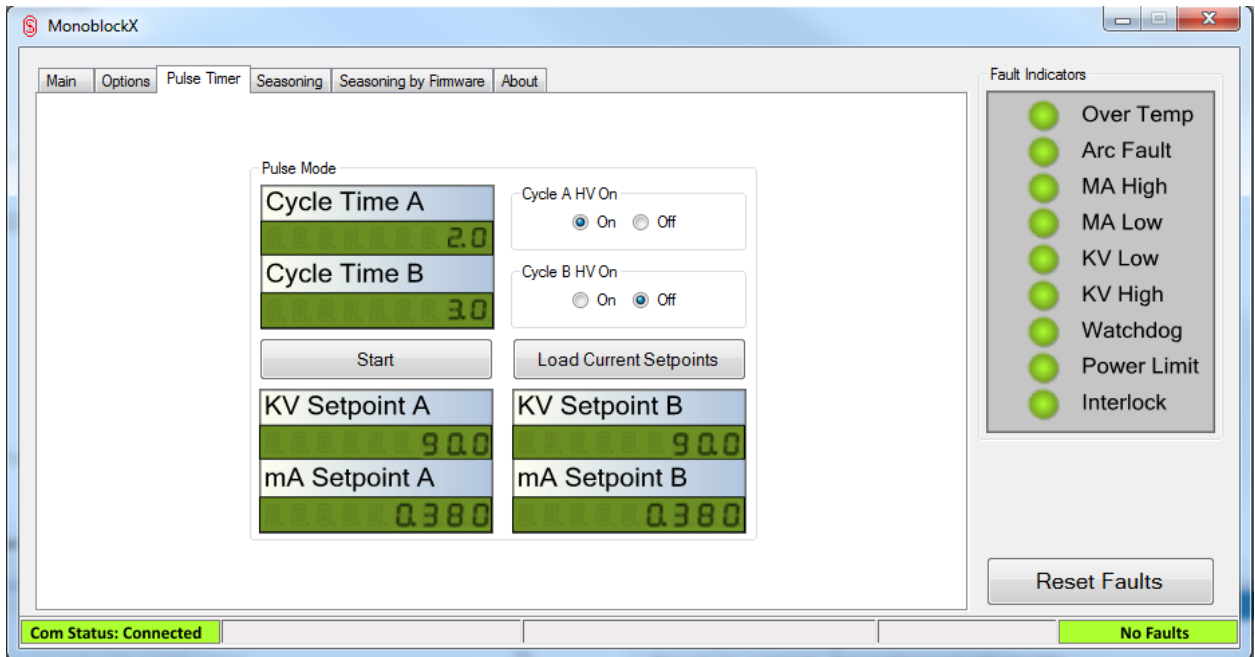 MonoblockX
Main Options Pulse Timer Seasoning Seasoning by Firmware About
Pulse Mode
Cycle Time A
2.0
Cycle Time B
3.0
Cycle A HV On
On Off
Cycle B HV On
On Off
Start
Load Current Setpoints
KV Setpoint A
90.0
mA Setpoint A
0.380
KV Setpoint B
90.0
mA Setpoint B
0.380
Fault Indicators
Over Temp
Arc Fault
MA High
MA Low
KV Low
KV High
Watchdog
Power Limit
Interlock
Reset Faults
Com Status: Connected
No Faults